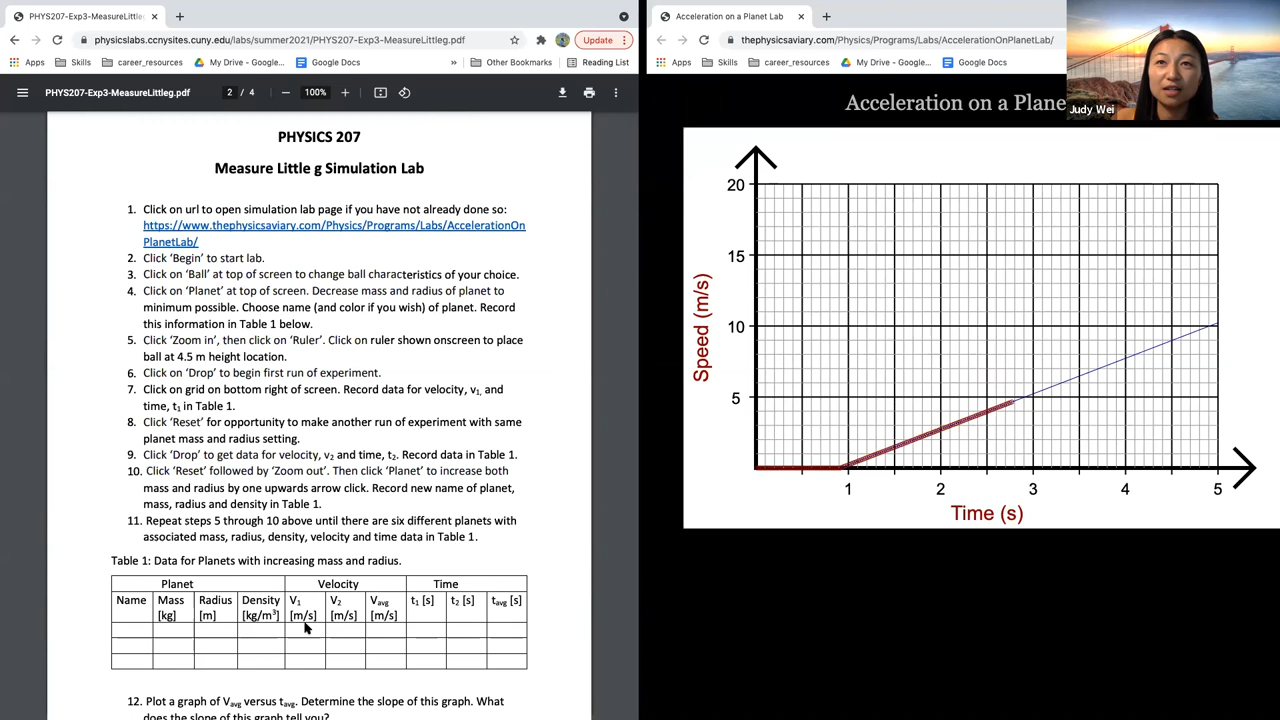 PHYS207-Exp3-MeasureLittleg
physicslabs.ccnysites.cuny.edu/labs/summer2021/PHYS207-Exp3-MeasureLittleg.pdf
Update
Apps Skills career_resources My Drive - Google... Google Docs » Other Bookmarks Reading List
PHYS207-Exp3-MeasureLittleg.pdf 2 / 4 − 100% +
PHYSICS 207
Measure Little g Simulation Lab
1. Click on url to open simulation lab page if you have not already done so:
https://www.thephysicsaviary.com/Physics/Programs/Labs/AccelerationOn
PlanetLab/
2. Click 'Begin' to start lab.
3. Click on 'Ball' at top of screen to change ball characteristics of your choice.
4. Click on 'Planet' at top of screen. Decrease mass and radius of planet to
minimum possible. Choose name (and color if you wish) of planet. Record
this information in Table 1 below.
5. Click 'Zoom in', then click on 'Ruler'. Click on ruler shown onscreen to place
ball at 4.5 m height location.
6. Click on 'Drop' to begin first run of experiment.
7. Click on grid on bottom right of screen. Record data for velocity, v1, and
time, t1 in Table 1.
8. Click 'Reset' for opportunity to make another run of experiment with same
planet mass and radius setting.
9. Click 'Drop' to get data for velocity, v2 and time, t2. Record data in Table 1.
10. Click 'Reset' followed by 'Zoom out'. Then click 'Planet' to increase both
mass and radius by one upwards arrow click. Record new name of planet,
mass, radius and density in Table 1.
11. Repeat steps 5 through 10 above until there are six different planets with
associated mass, radius, density, velocity and time data in Table 1.
Table 1: Data for Planets with increasing mass and radius.
Planet Velocity Time
Name Mass Radius Density V1 V2 Vavg t1 [s] t2 [s] tavg [s]
[kg] [m] [kg/m³] [m/s] [m/s] [m/s]
12. Plot a graph of Vavg versus tavg. Determine the slope of this graph. What
does the slope of this graph tell you?
Acceleration on a Planet Lab
thephysicsaviary.com/Physics/Programs/Labs/AccelerationOnPlanetLab/
Apps Skills career_resources My Drive - Google... Google Docs
Acceleration on a Plane
Judy Wei
20
15
10
5
Speed (m/s)
1 2 3 4 5
Time (s)